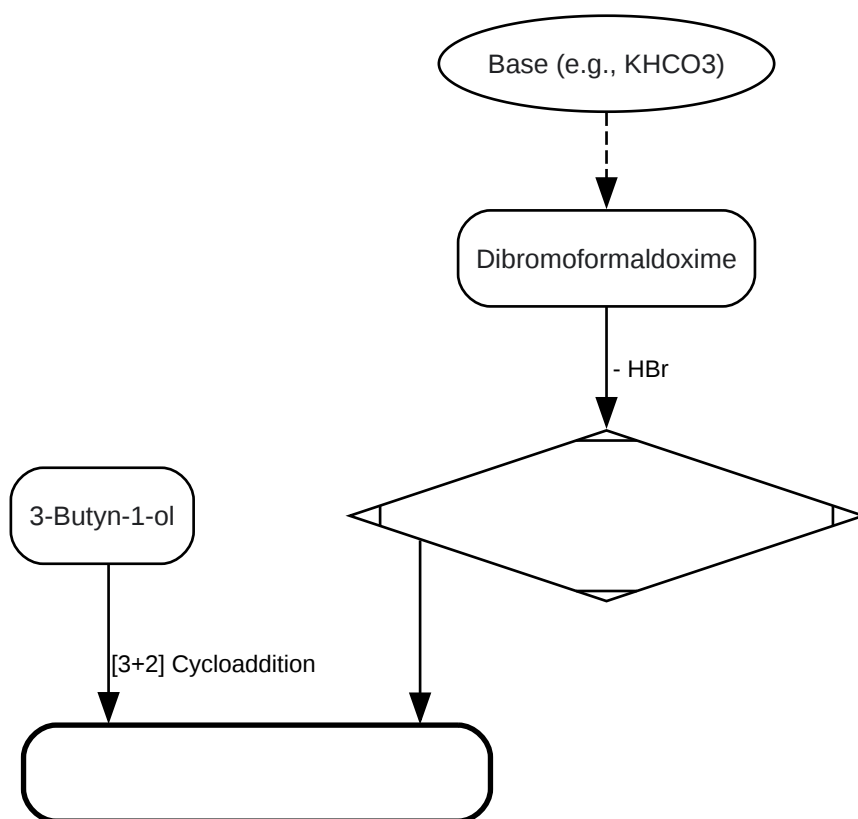 Base (e.g., KHCO3)
Dibromoformaldoxime
- HBr
3-Butyn-1-ol
[3+2] Cycloaddition